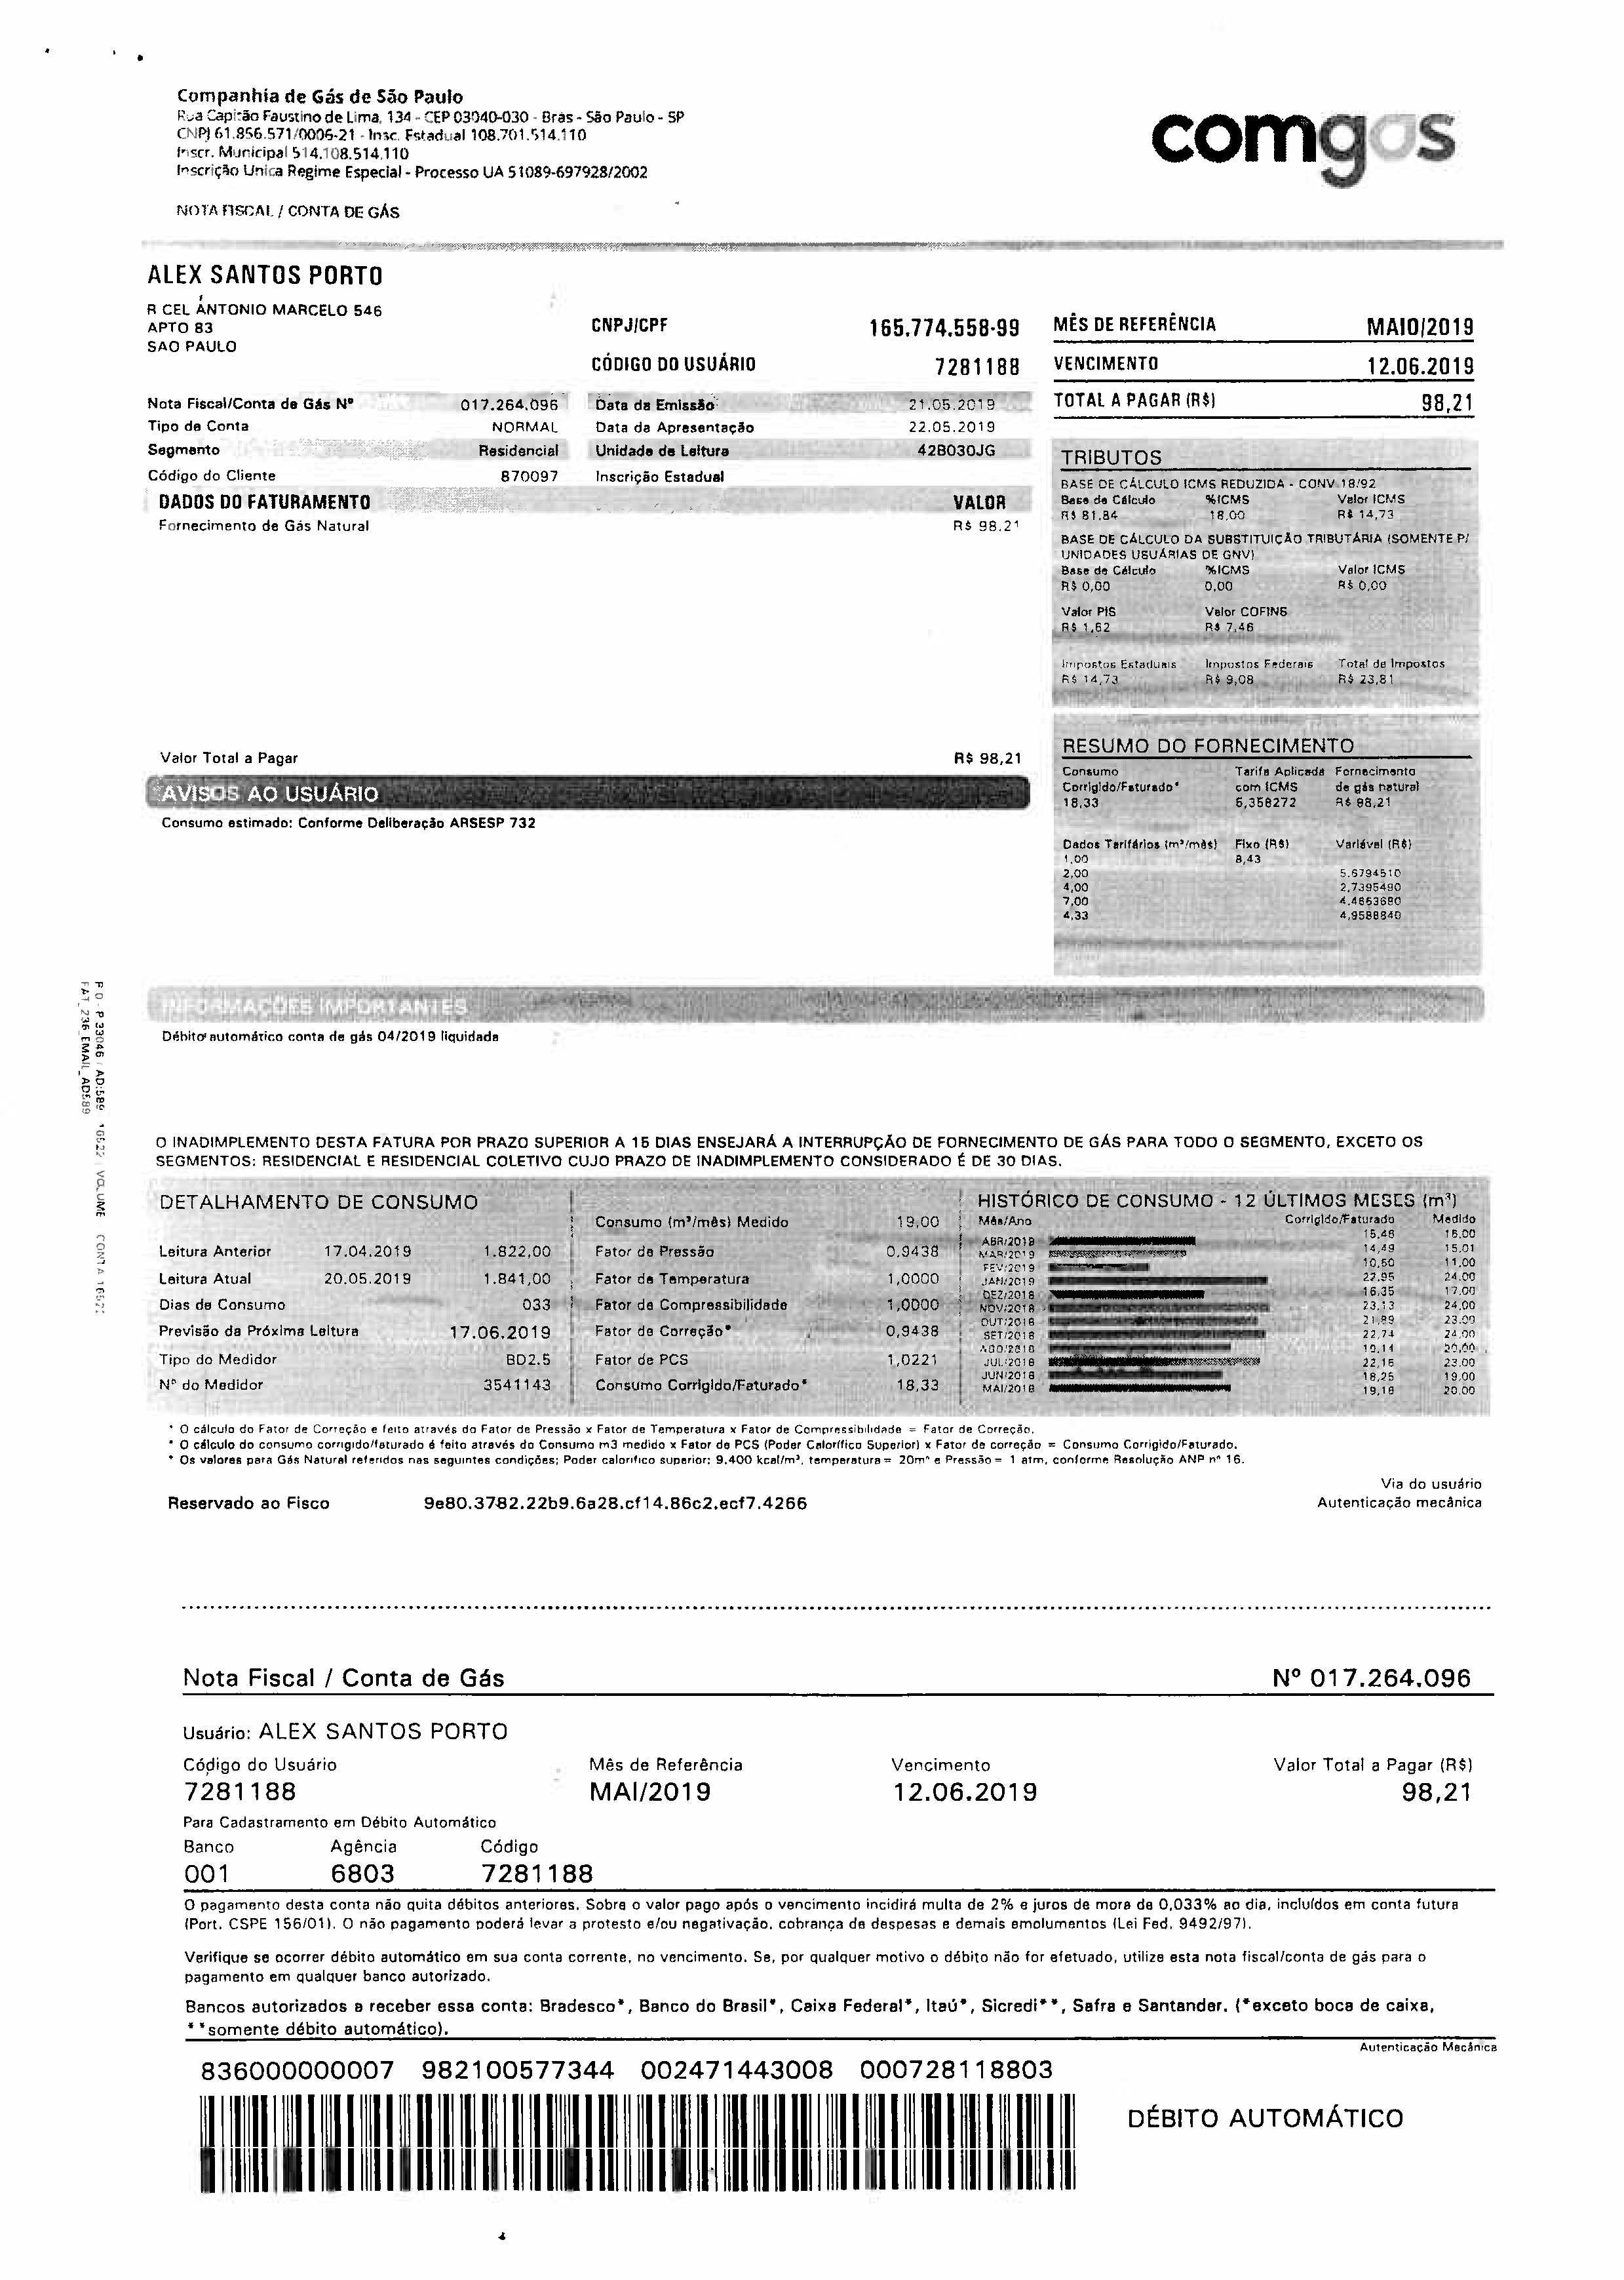 Companhia de Gás de São Paulo
Rua Capitão Faustino de Lima, 134 - CEP 03040-030 - Brás - São Paulo - SP
CNPJ 61.856.571/0006-21 - Insc. Estadual 108.701.514.110
Inscr. Municipal 514.108.514.110
Inscrição Unica Regime Especial - Processo UA 51089-697928/2002
NOTA FISCAL / CONTA DE GÁS
comgas
ALEX SANTOS PORTO
R CEL ANTONIO MARCELO 546
APTO 83
SAO PAULO
CNPJ/CPF 165.774.558-99
CÓDIGO DO USUÁRIO 7281188
MÊS DE REFERÊNCIA MAIO/2019
VENCIMENTO 12.06.2019
TOTAL A PAGAR (R$) 98,21
Nota Fiscal/Conta de Gás Nº 017.264.096 Data da Emissão 21.05.2019
Tipo de Conta NORMAL Data da Apresentação 22.05.2019
Segmento Residencial Unidade de Leitura 42B030JG
Código do Cliente 870097 Inscrição Estadual
DADOS DO FATURAMENTO VALOR
Fornecimento de Gás Natural R$ 98.21
Valor Total a Pagar R$ 98,21
TRIBUTOS
BASE DE CÁLCULO ICMS REDUZIDA - CONV 18/92
Base de Cálculo %ICMS Valor ICMS
R$ 81.84 18,00 R$ 14,73
BASE DE CÁLCULO DA SUBSTITUIÇÃO TRIBUTÁRIA (SOMENTE P/
UNIDADES USUÁRIAS DE GNV)
Base de Cálculo %ICMS Valor ICMS
R$ 0,00 0,00 R$ 0,00
Valor PIS Valor COFINS
R$ 1,62 R$ 7,46
Impostos Estaduais Impostos Federais Total de Impostos
R$ 14,73 R$ 9,08 R$ 23,81
RESUMO DO FORNECIMENTO
Consumo Tarifa Aplicada Fornecimento
Corrigido/Faturado* com ICMS de gás natural
18,33 5,358272 R$ 98,21
Dados Tarifários (m³/mês) Fixo (R$) Variável (R$)
1,00 8,43
2,00 5.6794510
4,00 2,7395490
7,00 4,4663680
4,33 4,9588840
AVISOS AO USUÁRIO
Consumo estimado: Conforme Deliberação ARSESP 732
INFORMAÇÕES IMPORTANTES
Débito automático conta de gás 04/2019 liquidada
O INADIMPLEMENTO DESTA FATURA POR PRAZO SUPERIOR A 15 DIAS ENSEJARÁ A INTERRUPÇÃO DE FORNECIMENTO DE GÁS PARA TODO O SEGMENTO, EXCETO OS
SEGMENTOS: RESIDENCIAL E RESIDENCIAL COLETIVO CUJO PRAZO DE INADIMPLEMENTO CONSIDERADO É DE 30 DIAS.
DETALHAMENTO DE CONSUMO
Leitura Anterior 17.04.2019 1.822,00
Leitura Atual 20.05.2019 1.841,00
Dias de Consumo 033
Previsão da Próxima Leitura 17.06.2019
Tipo do Medidor BD2.5
Nº do Medidor 3541143
Consumo (m³/mês) Medido 19,00
Fator de Pressão 0,9438
Fator de Temperatura 1,0000
Fator de Compressibilidade 1,0000
Fator de Correção* 0,9438
Fator de PCS 1,0221
Consumo Corrigido/Faturado* 18,33
HISTÓRICO DE CONSUMO - 12 ÚLTIMOS MESES (m³)
Mês/Ano Corrigido/Faturado Medido
ABR/2019 15,46 16,00
MAR/2019 14,49 15,01
FEV/2019 10,60 11,00
JAN/2019 22,95 24,00
DEZ/2018 16,35 17,00
NOV/2018 23,13 24,00
OUT/2018 21,89 23,00
SET/2018 22,74 24,00
AGO/2018 19,14 20,00
JUL/2018 22,15 23,00
JUN/2018 18,25 19,00
MAI/2018 19,18 20,00
* O cálculo do Fator de Correção e feito através do Fator de Pressão x Fator de Temperatura x Fator de Compressibilidade = Fator de Correção.
* O cálculo do consumo corrigido/faturado é feito através do Consumo m3 medido x Fator de PCS (Poder Calorífico Superior) x Fator de correção = Consumo Corrigido/Faturado.
* Os valores para Gás Natural referidos nas seguintes condições; Poder calorifico superior: 9.400 kcal/m³, temperatura = 20m° e Pressão = 1 atm, conforme Resolução ANP nº 16.
Via do usuário
Reservado ao Fisco 9e80.3782.22b9.6a28.cf14.86c2.ecf7.4266 Autenticação mecânica
Nota Fiscal / Conta de Gás Nº 017.264.096
Usuário: ALEX SANTOS PORTO
Código do Usuário Mês de Referência Vencimento Valor Total a Pagar (R$)
7281188 MAI/2019 12.06.2019 98,21
Para Cadastramento em Débito Automático
Banco Agência Código
001 6803 7281188
O pagamento desta conta não quita débitos anteriores. Sobre o valor pago após o vencimento incidirá multa de 2% e juros de mora de 0,033% ao dia, incluídos em conta futura
(Port. CSPE 156/01). O não pagamento poderá levar a protesto e/ou negativação, cobrança de despesas e demais emolumentos (Lei Fed. 9492/97).
Verifique se ocorrer débito automático em sua conta corrente, no vencimento. Se, por qualquer motivo o débito não for efetuado, utilize esta nota fiscal/conta de gás para o
pagamento em qualquer banco autorizado.
Bancos autorizados a receber essa conta: Bradesco*, Banco do Brasil*, Caixa Federal*, Itaú*, Sicredi**, Safra e Santander. (*exceto boca de caixa,
**somente débito automático).
Autenticação Mecânica
836000000007 982100577344 002471443008 000728118803
DÉBITO AUTOMÁTICO